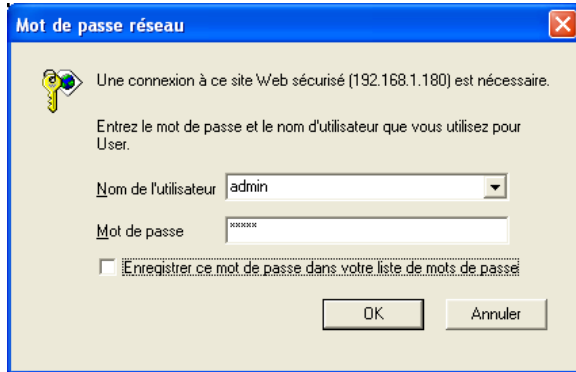 Mot de passe réseau
Une connexion à ce site Web sécurisé (192.168.1.180) est nécessaire.
Entrez le mot de passe et le nom d'utilisateur que vous utilisez pour
User.
Nom de l'utilisateur admin
Mot de passe xxxxx
Enregistrer ce mot de passe dans votre liste de mots de passe
OK Annuler